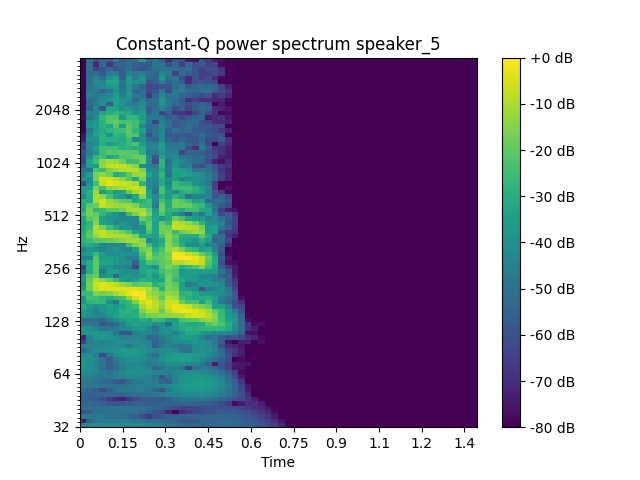 Constant-Q power spectrum speaker_5
Hz
2048
1024
512
256
128
64
32
0 0.15 0.3 0.45 0.6 0.75 0.9 1.1 1.2 1.4
Time
+0 dB
-10 dB
-20 dB
-30 dB
-40 dB
-50 dB
-60 dB
-70 dB
-80 dB